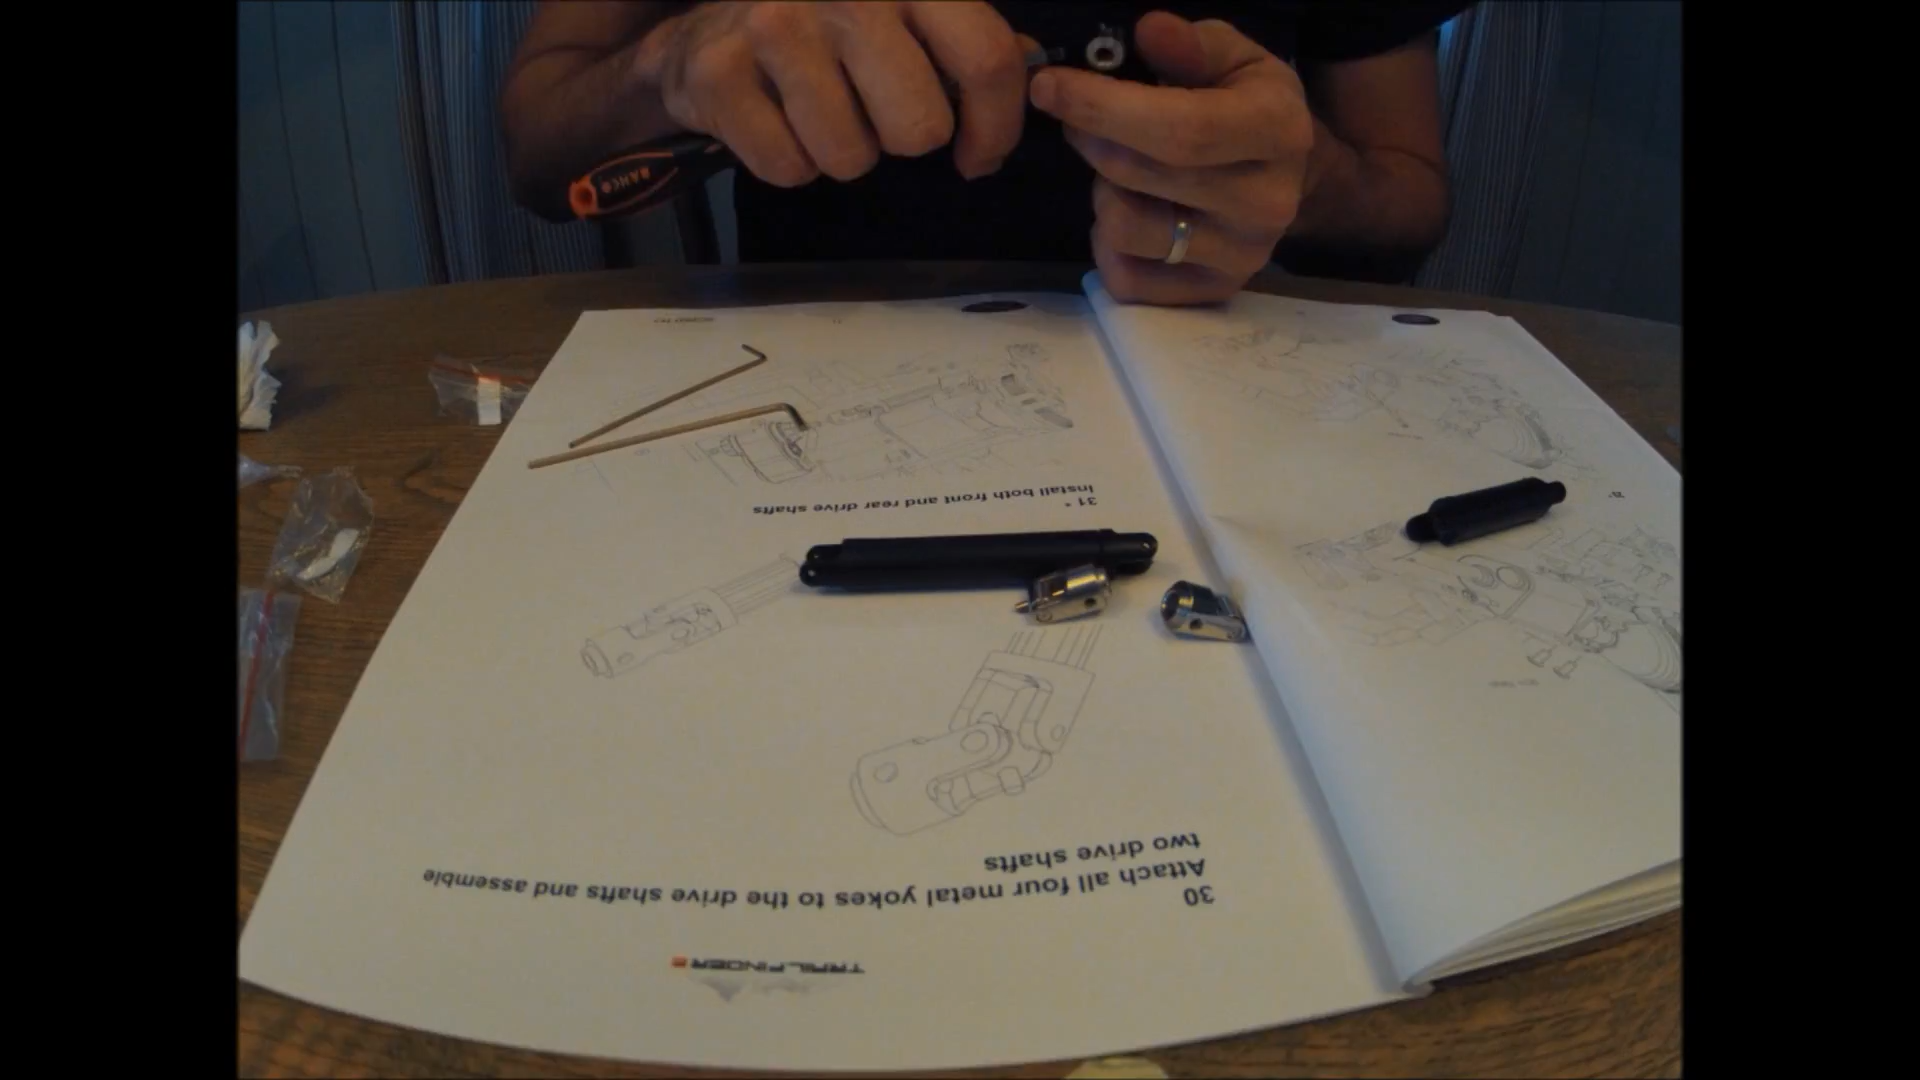 TRAILFINDER
30
Attach all four metal yokes to the drive shafts and assemble
two drive shafts
31 *
Install both front and rear drive shafts
BAHCO